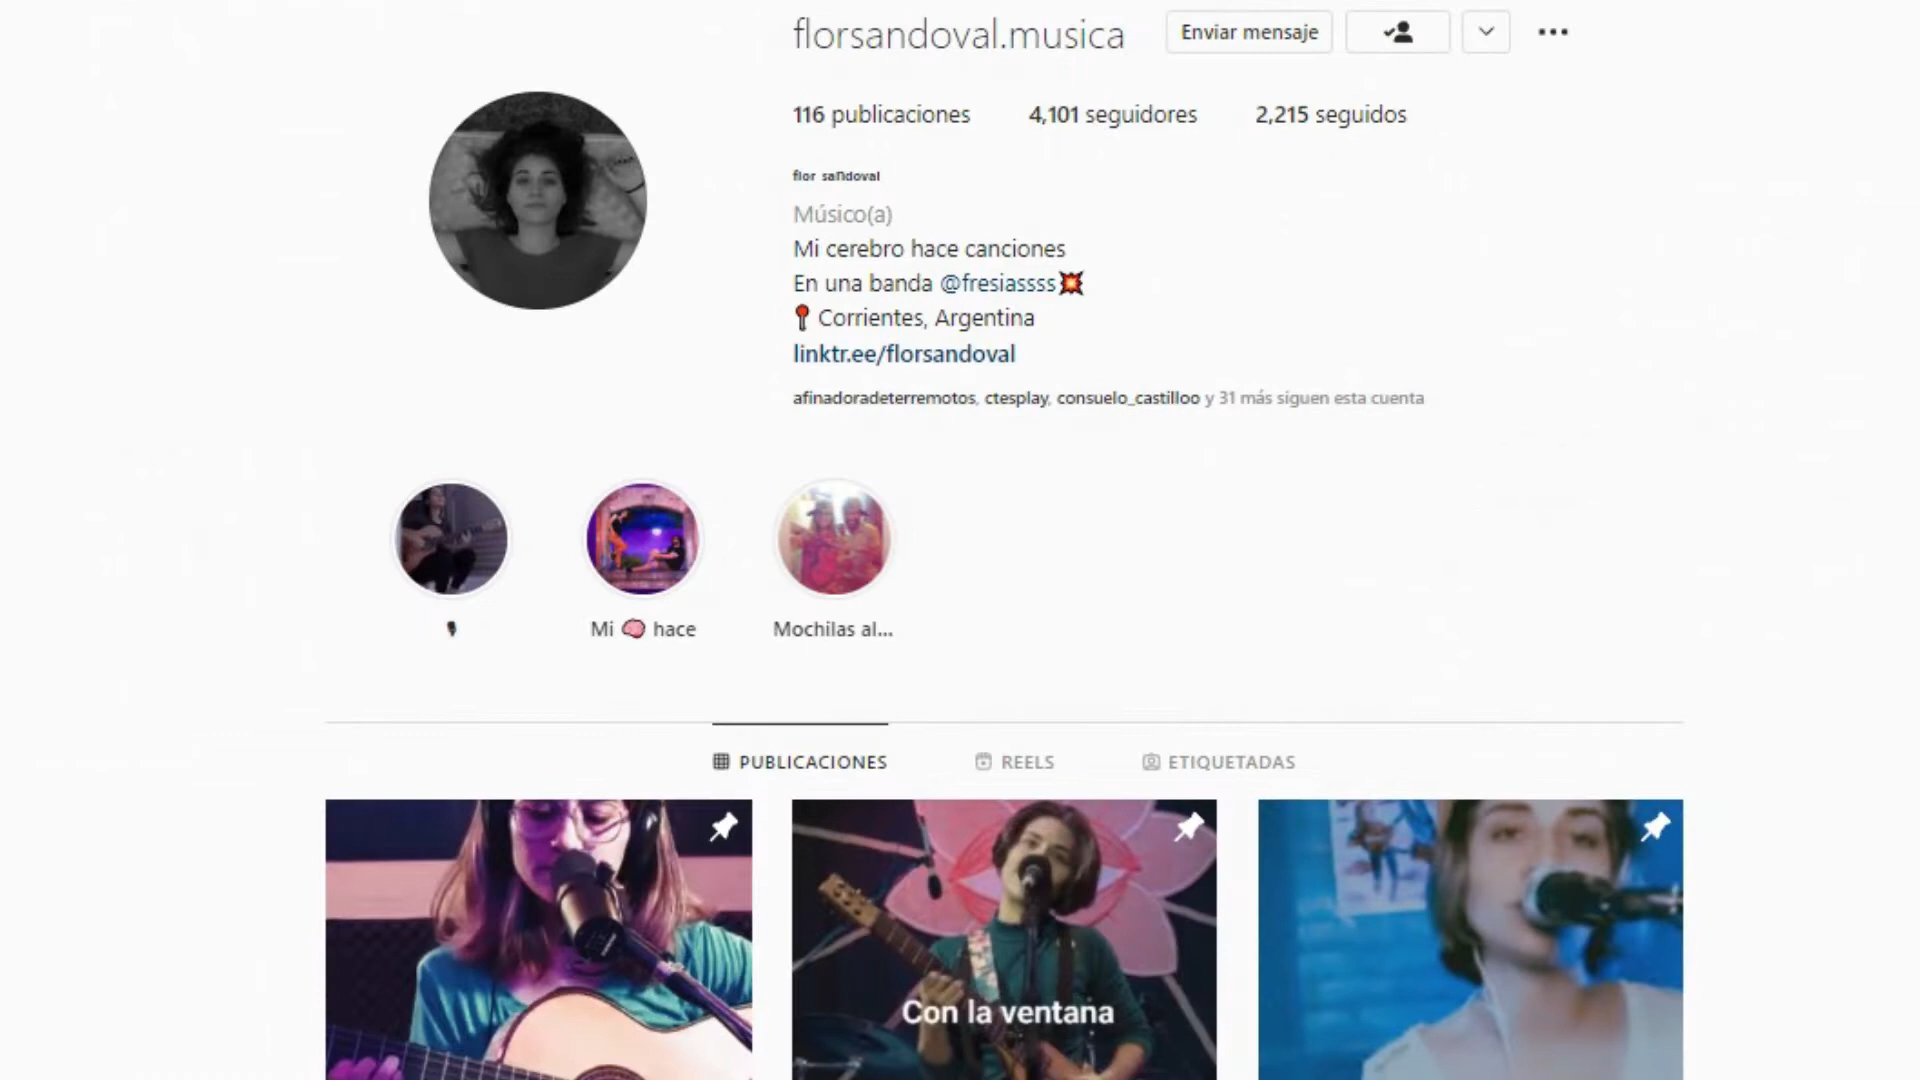 florsandoval.musica Enviar mensaje
116 publicaciones 4,101 seguidores 2,215 seguidos
flor sandoval
Músico(a)
Mi cerebro hace canciones
En una banda @fresiassss💥
📍 Corrientes, Argentina
linktr.ee/florsandoval
afinadoradeterremotos, ctesplay, consuelo_castilloo y 31 más siguen esta cuenta
🎙
Mi 🧠 hace
Mochilas al...
PUBLICACIONES REELS ETIQUETADAS
Con la ventana